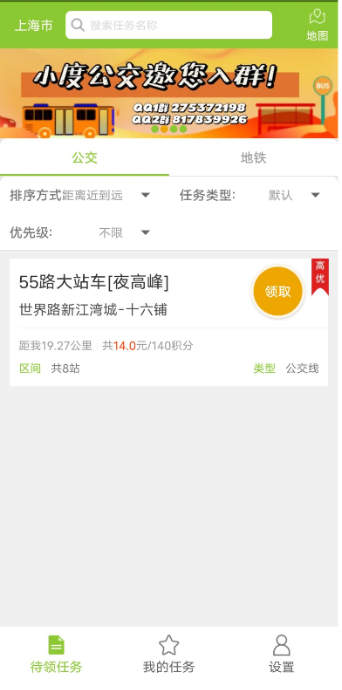 上海市
搜索任务名称
地图
小度公交邀您入群!
QQ1群 275372198
QQ2群 817839926
BUS
公交
地铁
排序方式 距离近到远
任务类型: 默认
优先级: 不限
55路大站车[夜高峰]
世界路新江湾城-十六铺
领取
高优
距我19.27公里 共14.0元/140积分
区间 共8站
类型 公交线
待领任务
我的任务
设置